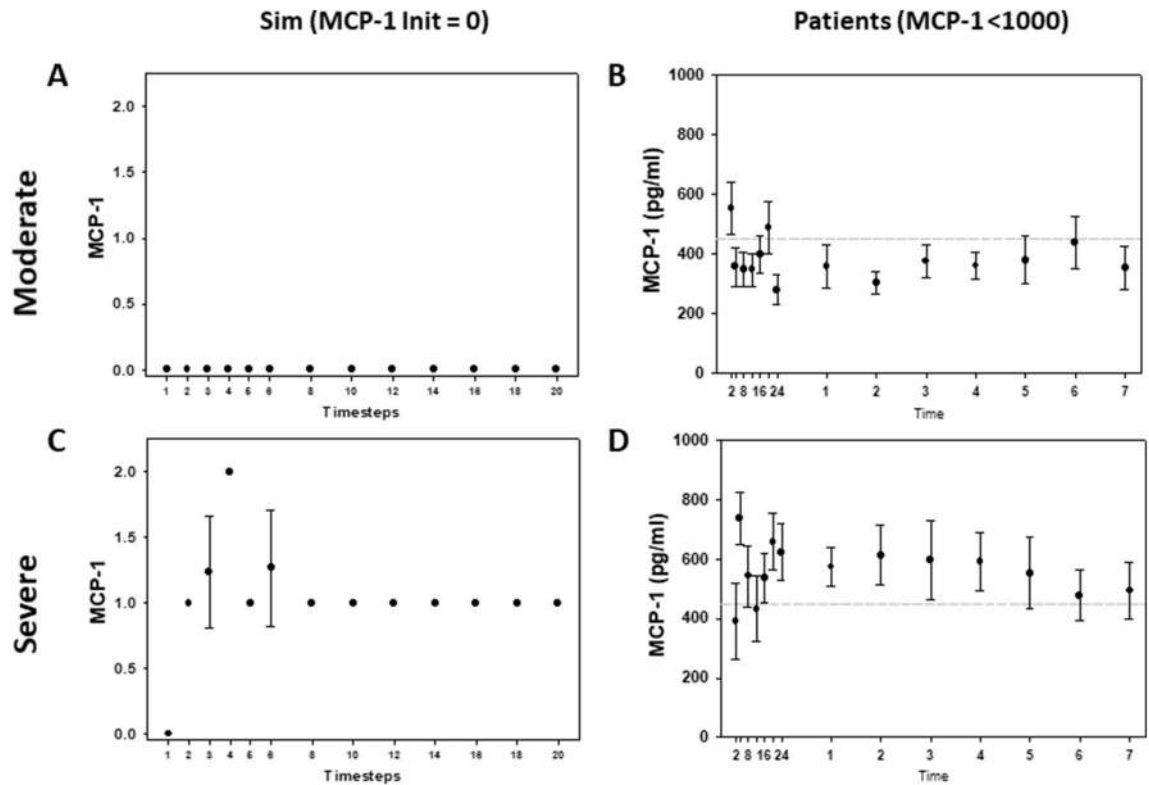 Sim (MCP-1 Init = 0)
Patients (MCP-1 <1000)
Moderate
A
MCP-1
2.0
1.5
1.0
0.5
0.0
1 2 3 4 5 6 8 10 12 14 16 18 20
Timesteps
B
MCP-1 (pg/ml)
1000
800
600
400
200
0
2 8 16 24 1 2 3 4 5 6 7
Time
Severe
C
MCP-1
2.0
1.5
1.0
0.5
0.0
1 2 3 4 5 6 8 10 12 14 16 18 20
Timesteps
D
MCP-1 (pg/ml)
1000
800
600
400
200
0
2 8 16 24 1 2 3 4 5 6 7
Time